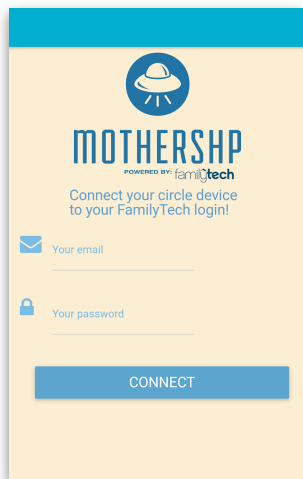 MOTHERSHP
POWERED BY: familytech
Connect your circle device
to your FamilyTech login!
Your email
Your password
CONNECT